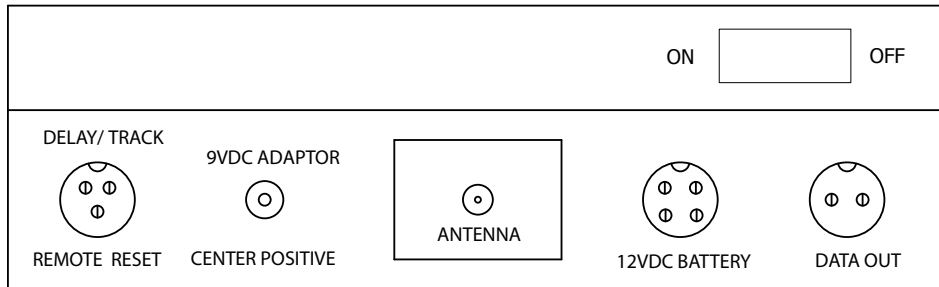 ON OFF
DELAY/ TRACK
9VDC ADAPTOR
ANTENNA
REMOTE RESET
CENTER POSITIVE
12VDC BATTERY
DATA OUT